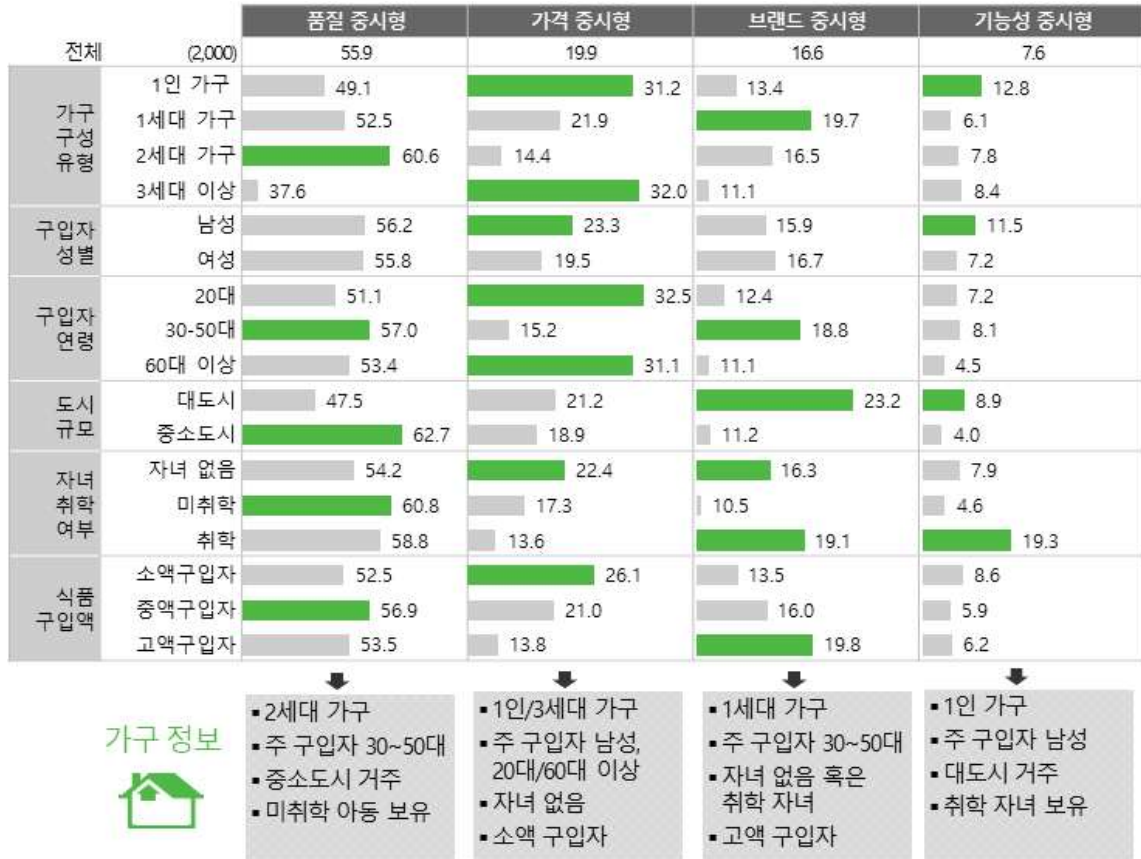 품질 중시형 가격 중시형 브랜드 중시형 기능성 중시형
전체 (2,000) 55.9 19.9 16.6 7.6
가구 구성 유형
1인 가구 49.1 31.2 13.4 12.8
1세대 가구 52.5 21.9 19.7 6.1
2세대 가구 60.6 14.4 16.5 7.8
3세대 이상 37.6 32.0 11.1 8.4
구입자 성별
남성 56.2 23.3 15.9 11.5
여성 55.8 19.5 16.7 7.2
구입자 연령
20대 51.1 32.5 12.4 7.2
30-50대 57.0 15.2 18.8 8.1
60대 이상 53.4 31.1 11.1 4.5
도시 규모
대도시 47.5 21.2 23.2 8.9
중소도시 62.7 18.9 11.2 4.0
자녀 취학 여부
자녀 없음 54.2 22.4 16.3 7.9
미취학 60.8 17.3 10.5 4.6
취학 58.8 13.6 19.1 19.3
식품 구입액
소액구입자 52.5 26.1 13.5 8.6
중액구입자 56.9 21.0 16.0 5.9
고액구입자 53.5 13.8 19.8 6.2
가구 정보
▪ 2세대 가구
▪ 주 구입자 30~50대
▪ 중소도시 거주
▪ 미취학 아동 보유
▪ 1인/3세대 가구
▪ 주 구입자 남성,
20대/60대 이상
▪ 자녀 없음
▪ 소액 구입자
▪ 1세대 가구
▪ 주 구입자 30~50대
▪ 자녀 없음 혹은
취학 자녀
▪ 고액 구입자
▪ 1인 가구
▪ 주 구입자 남성
▪ 대도시 거주
▪ 취학 자녀 보유